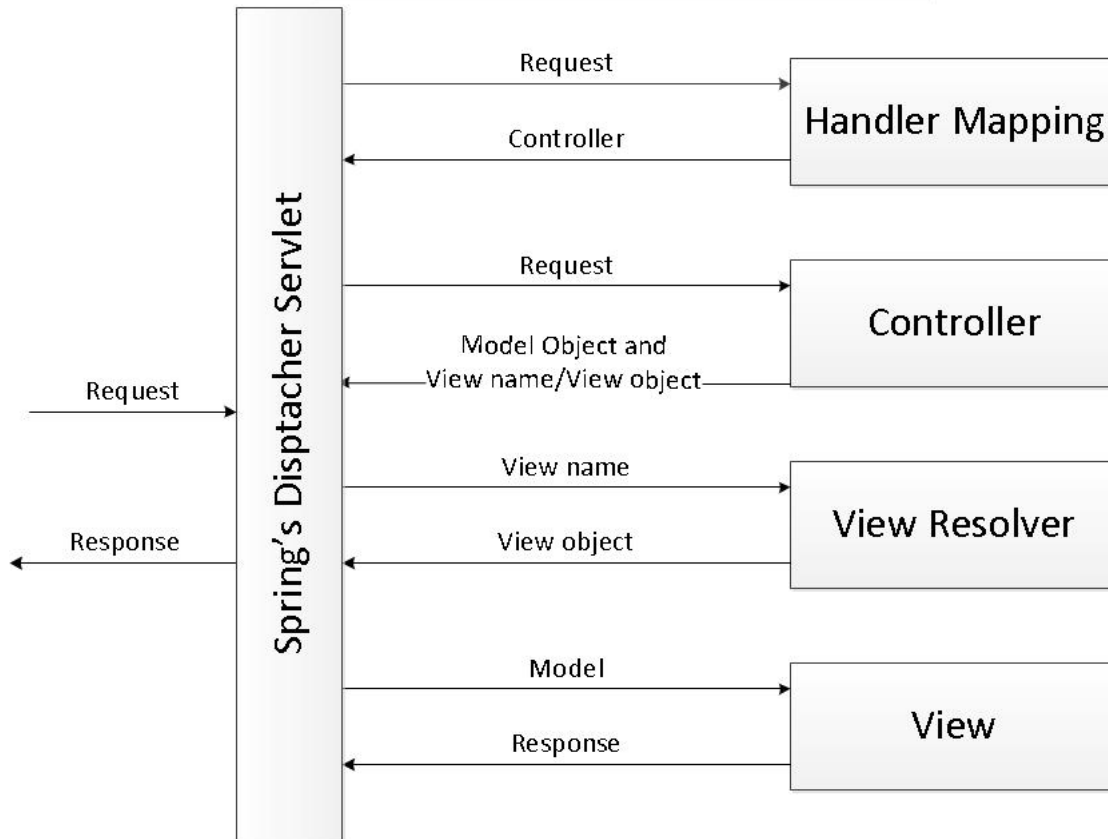 Request
Handler Mapping
Controller
Spring's Disptacher Servlet
Request
Controller
Model Object and
View name/View object
Request
View name
View Resolver
View object
Response
Model
View
Response